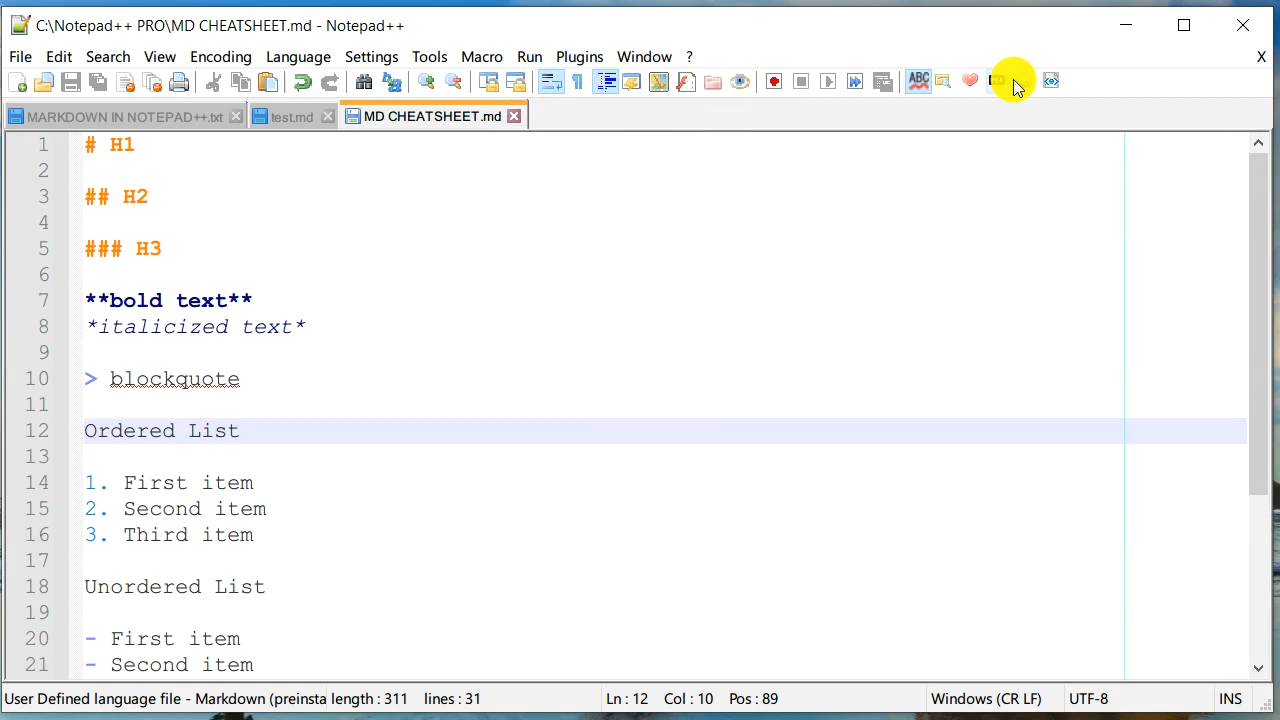 C:\Notepad++ PRO\MD CHEATSHEET.md - Notepad++
File Edit Search View Encoding Language Settings Tools Macro Run Plugins Window ? X
ABC
MARKDOWN IN NOTEPAD++.txt test.md MD CHEATSHEET.md
1 # H1
2
3 ## H2
4
5 ### H3
6
7 **bold text**
8 *italicized text*
9
10 > blockquote
11
12 Ordered List
13
14 1. First item
15 2. Second item
16 3. Third item
17
18 Unordered List
19
20 - First item
21 - Second item
User Defined language file - Markdown (preinsta length : 311 lines : 31 Ln : 12 Col : 10 Pos : 89 Windows (CR LF) UTF-8 INS